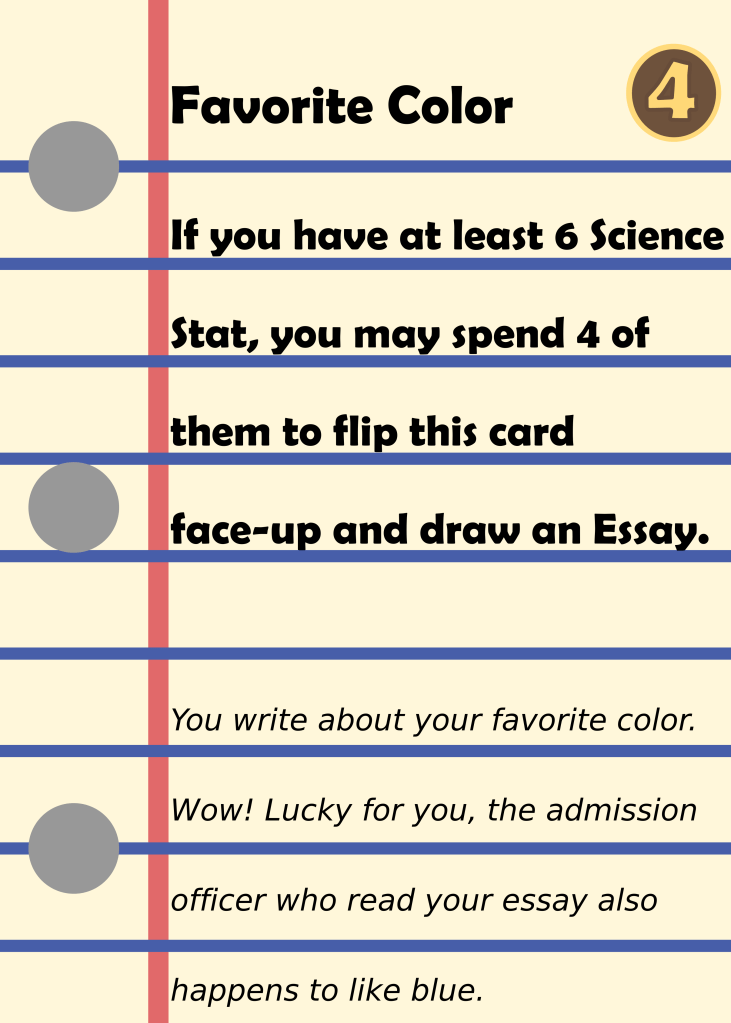 Favorite Color
4
If you have at least 6 Science
Stat, you may spend 4 of
them to flip this card
face-up and draw an Essay.
You write about your favorite color.
Wow! Lucky for you, the admission
officer who read your essay also
happens to like blue.